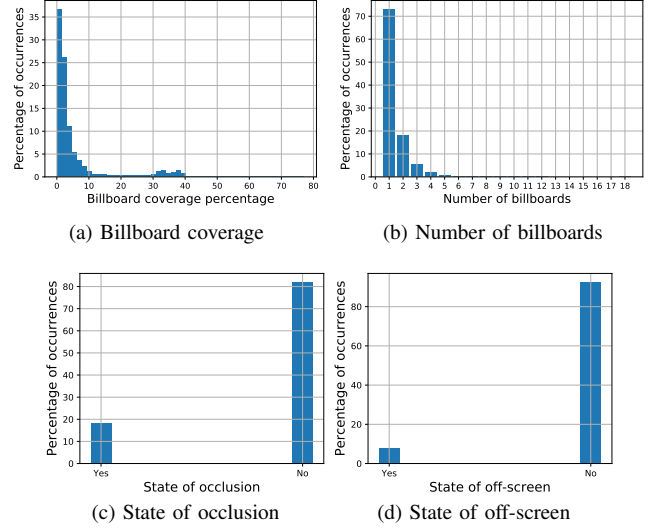 Percentage of occurrences
35
30
25
20
15
10
5
0
0 10 20 30 40 50 60 70 80
Billboard coverage percentage
(a) Billboard coverage
Percentage of occurrences
70
60
50
40
30
20
10
0
0 1 2 3 4 5 6 7 8 9 10 11 12 13 14 15 16 17 18
Number of billboards
(b) Number of billboards
Percentage of occurrences
80
70
60
50
40
30
20
10
0
Yes No
State of occlusion
(c) State of occlusion
Percentage of occurrences
80
60
40
20
0
Yes No
State of off-screen
(d) State of off-screen